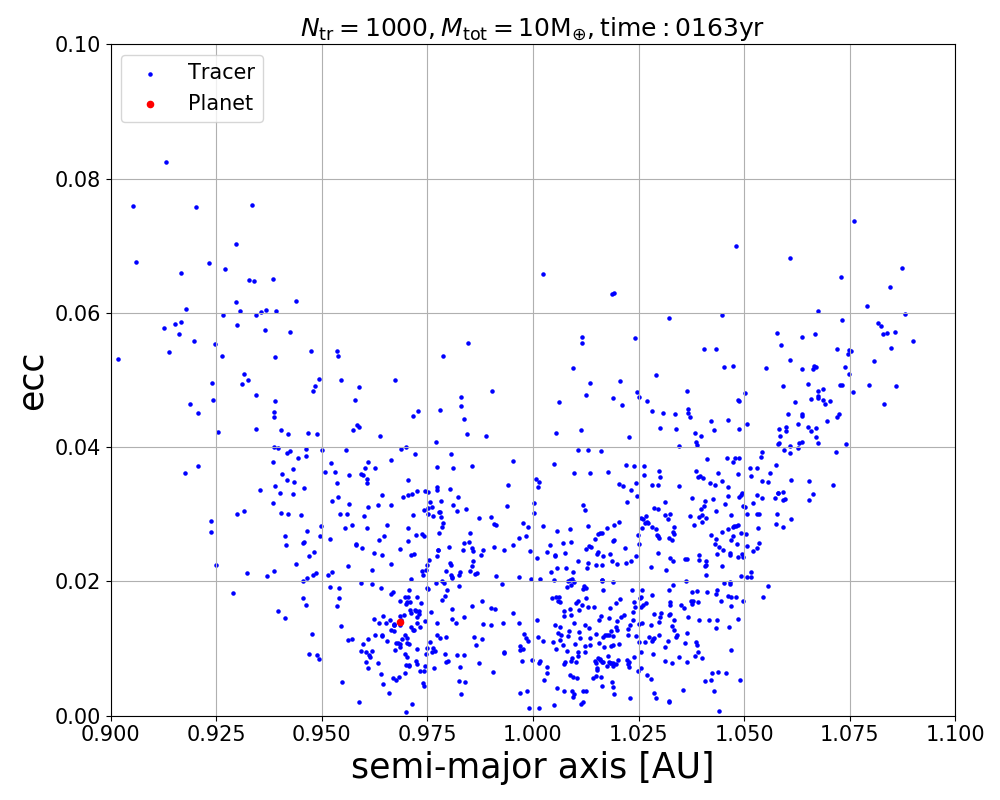 N_tr = 1000, M_tot = 10M_⊕, time : 0163yr
0.10
Tracer
Planet
0.08
0.06
ecc
0.04
0.02
0.00
0.900 0.925 0.950 0.975 1.000 1.025 1.050 1.075 1.100
semi-major axis [AU]